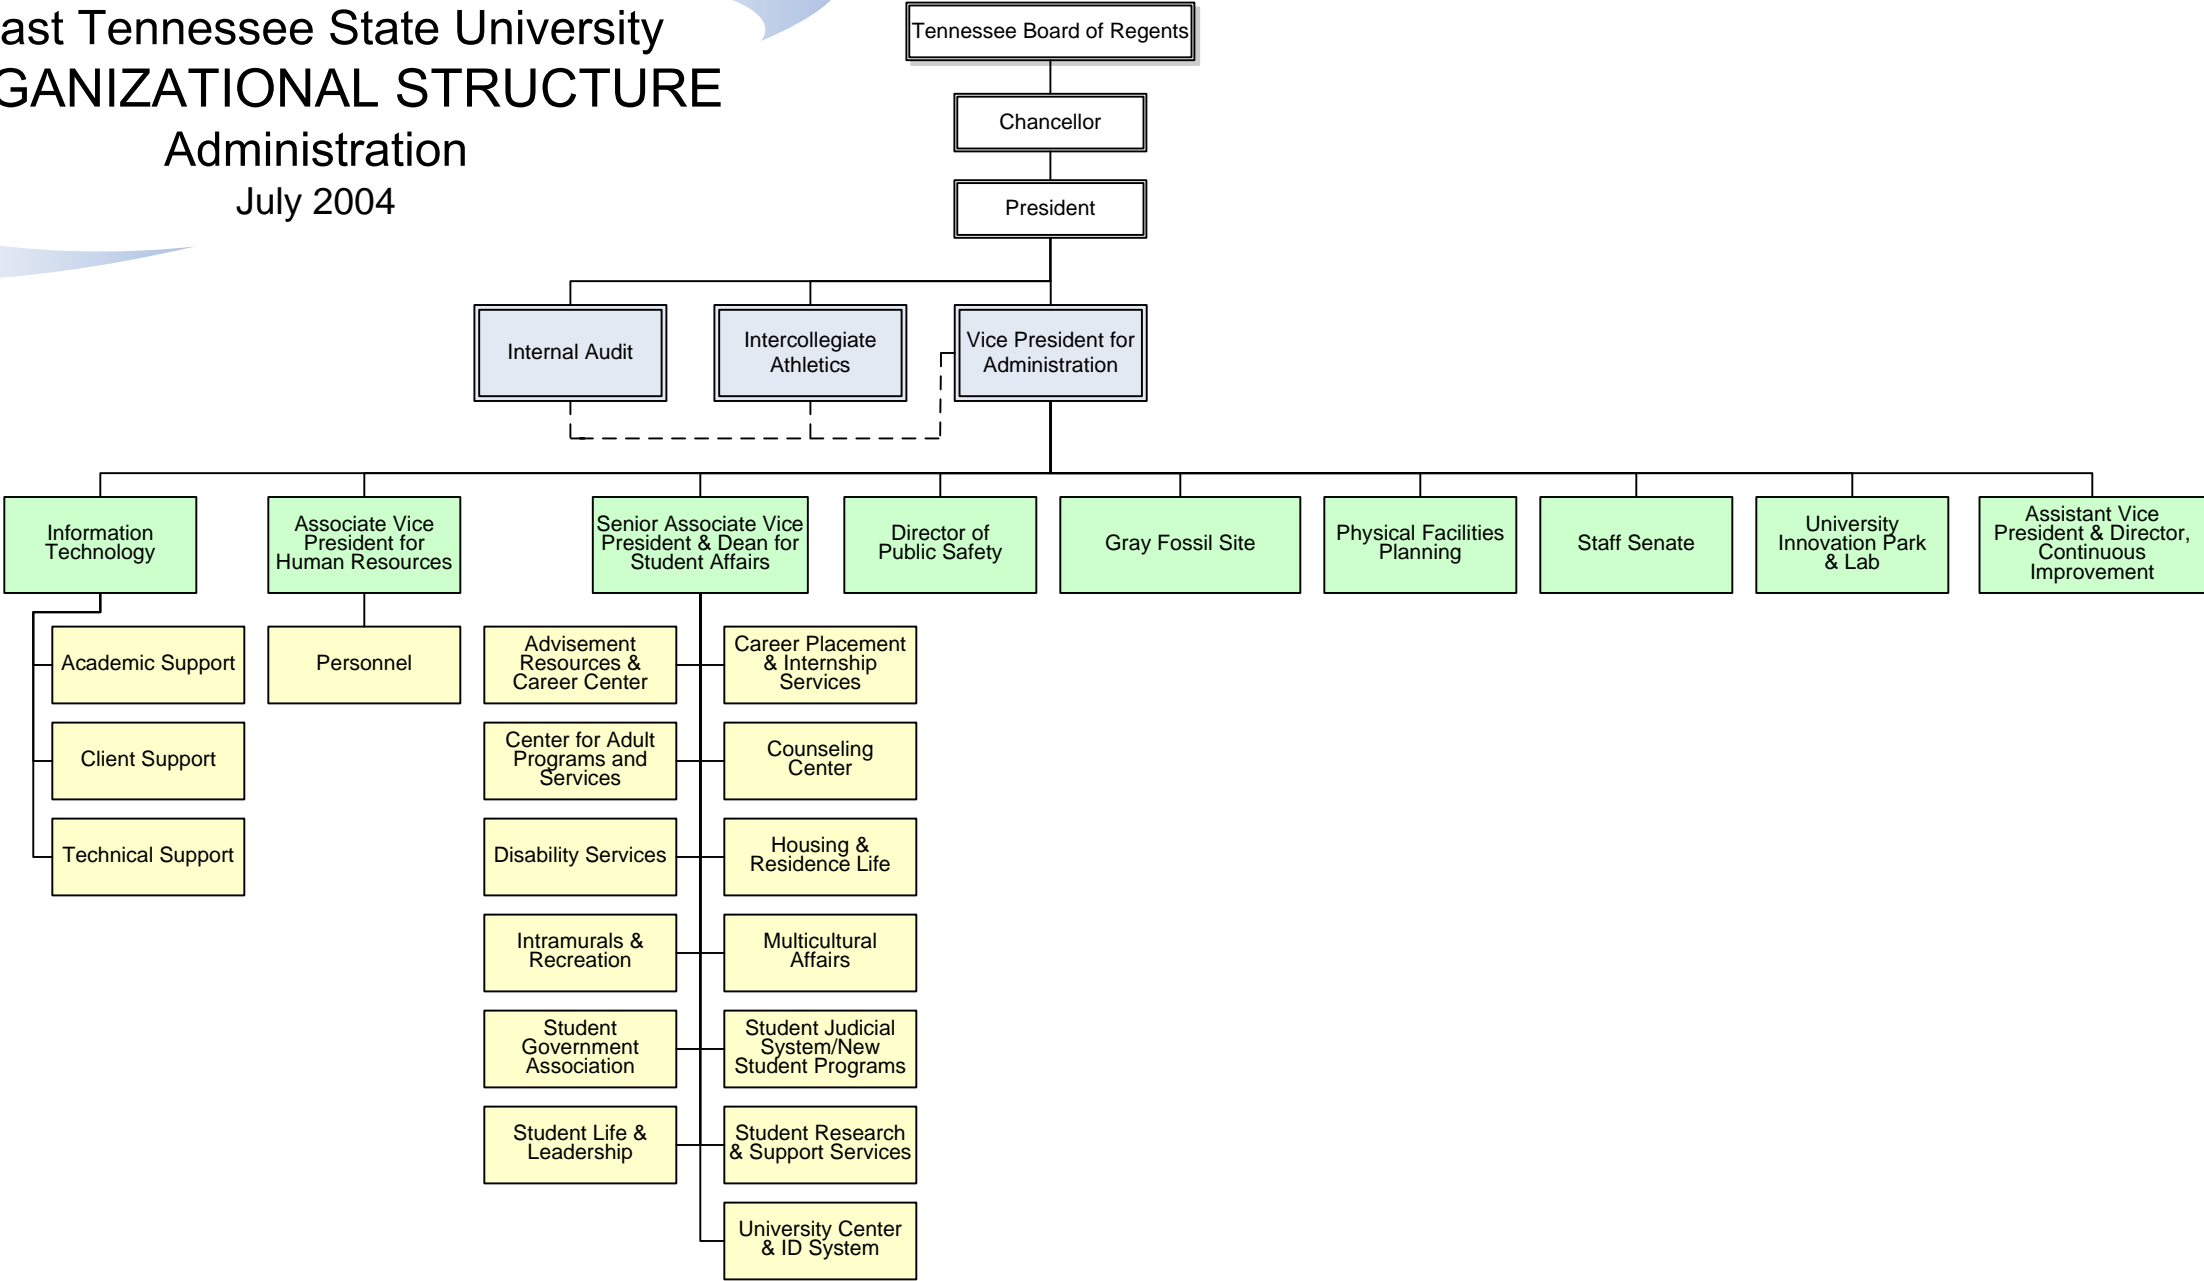 ast Tennessee State University
GANIZATIONAL STRUCTURE
Administration
July 2004
Tennessee Board of Regents
Chancellor
President
Internal Audit
Intercollegiate
Athletics
Vice President for
Administration
Information
Technology
Associate Vice
President for
Human Resources
Senior Associate Vice
President & Dean for
Student Affairs
Director of
Public Safety
Gray Fossil Site
Physical Facilities
Planning
Staff Senate
University
Innovation Park
& Lab
Assistant Vice
President & Director,
Continuous
Improvement
Academic Support
Client Support
Technical Support
Personnel
Advisement
Resources &
Career Center
Career Placement
& Internship
Services
Center for Adult
Programs and
Services
Counseling
Center
Disability Services
Housing &
Residence Life
Intramurals &
Recreation
Multicultural
Affairs
Student
Government
Association
Student Judicial
System/New
Student Programs
Student Life &
Leadership
Student Research
& Support Services
University Center
& ID System